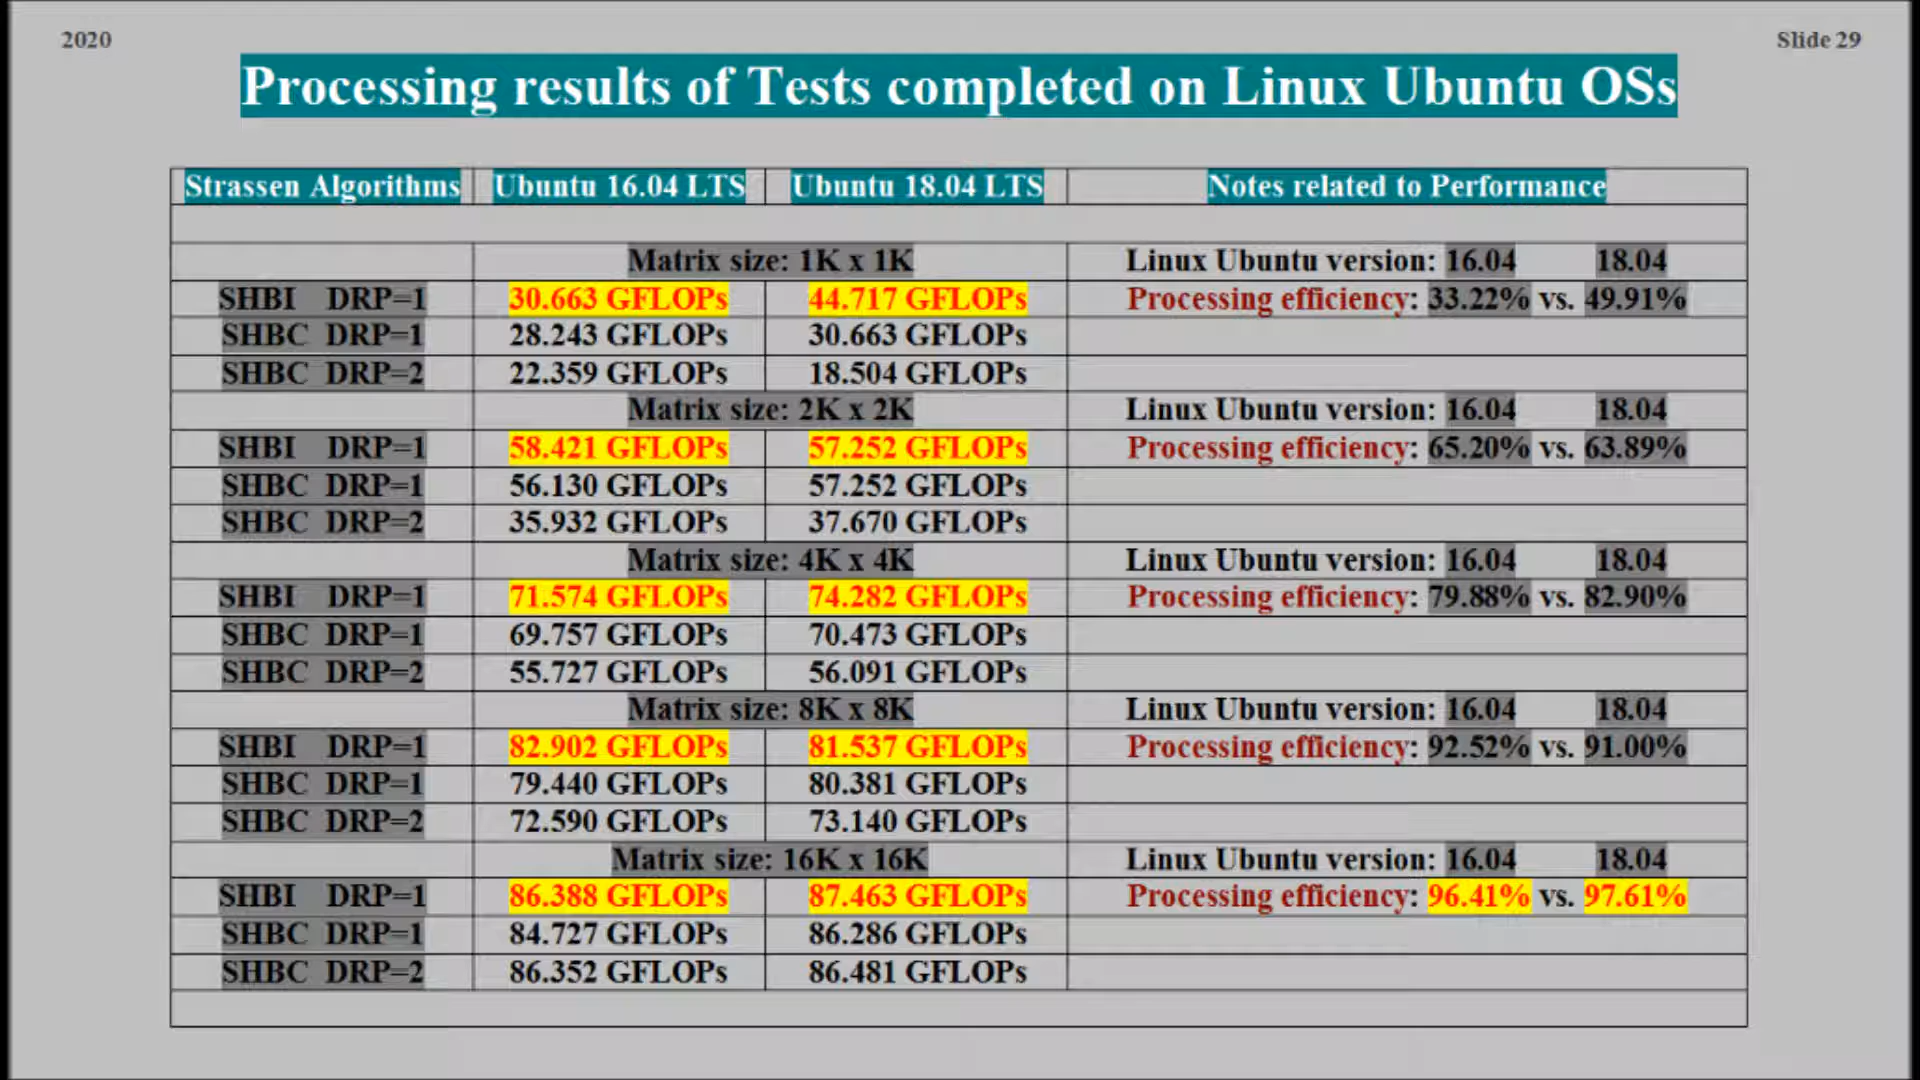 2020
Slide 29
Processing results of Tests completed on Linux Ubuntu OSs
Strassen Algorithms Ubuntu 16.04 LTS Ubuntu 18.04 LTS Notes related to Performance
Matrix size: 1K x 1K Linux Ubuntu version: 16.04 18.04
SHBI DRP=1 30.663 GFLOPs 44.717 GFLOPs Processing efficiency: 33.22% vs. 49.91%
SHBC DRP=1 28.243 GFLOPs 30.663 GFLOPs
SHBC DRP=2 22.359 GFLOPs 18.504 GFLOPs
Matrix size: 2K x 2K Linux Ubuntu version: 16.04 18.04
SHBI DRP=1 58.421 GFLOPs 57.252 GFLOPs Processing efficiency: 65.20% vs. 63.89%
SHBC DRP=1 56.130 GFLOPs 57.252 GFLOPs
SHBC DRP=2 35.932 GFLOPs 37.670 GFLOPs
Matrix size: 4K x 4K Linux Ubuntu version: 16.04 18.04
SHBI DRP=1 71.574 GFLOPs 74.282 GFLOPs Processing efficiency: 79.88% vs. 82.90%
SHBC DRP=1 69.757 GFLOPs 70.473 GFLOPs
SHBC DRP=2 55.727 GFLOPs 56.091 GFLOPs
Matrix size: 8K x 8K Linux Ubuntu version: 16.04 18.04
SHBI DRP=1 82.902 GFLOPs 81.537 GFLOPs Processing efficiency: 92.52% vs. 91.00%
SHBC DRP=1 79.440 GFLOPs 80.381 GFLOPs
SHBC DRP=2 72.590 GFLOPs 73.140 GFLOPs
Matrix size: 16K x 16K Linux Ubuntu version: 16.04 18.04
SHBI DRP=1 86.388 GFLOPs 87.463 GFLOPs Processing efficiency: 96.41% vs. 97.61%
SHBC DRP=1 84.727 GFLOPs 86.286 GFLOPs
SHBC DRP=2 86.352 GFLOPs 86.481 GFLOPs